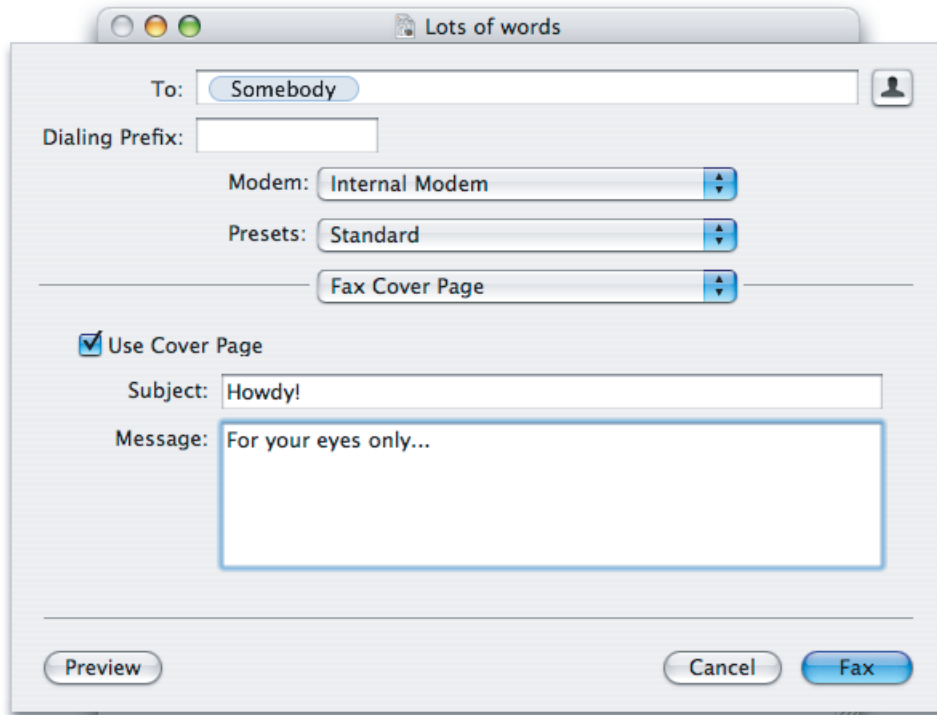 Lots of words
To: Somebody
Dialing Prefix:
Modem: Internal Modem
Presets: Standard
Fax Cover Page
Use Cover Page
Subject: Howdy!
Message: For your eyes only...
Preview Cancel Fax